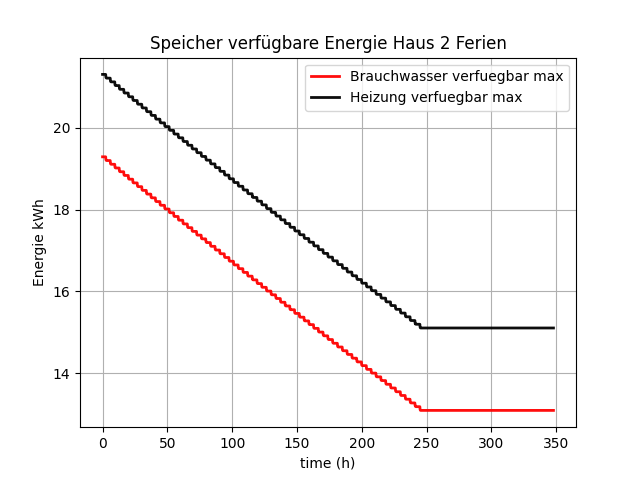 Speicher verfügbare Energie Haus 2 Ferien
Brauchwasser verfuegbar max
Heizung verfuegbar max
Energie kWh
20
18
16
14
0 50 100 150 200 250 300 350
time (h)